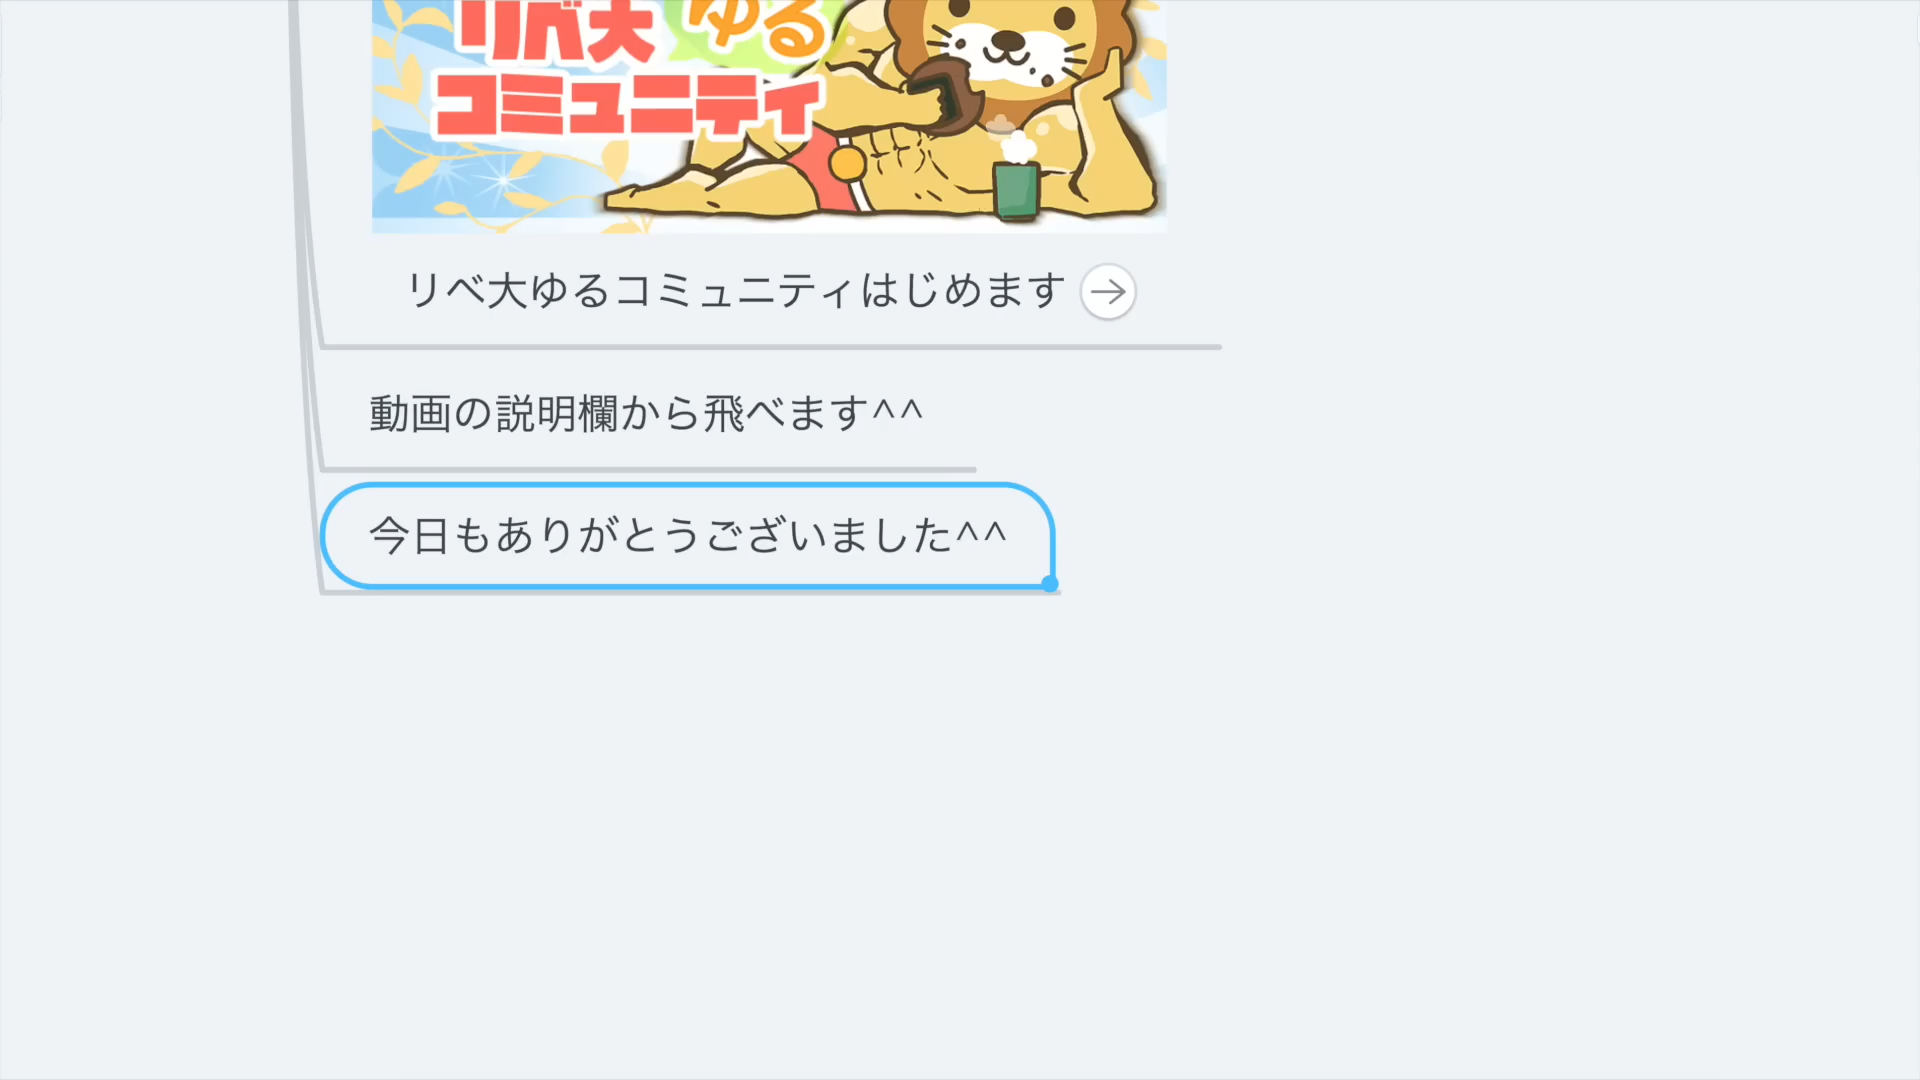 リベ大
ゆる
コミュニティ
リベ大ゆるコミュニティはじめます
動画の説明欄から飛べます^^
今日もありがとうございました^^